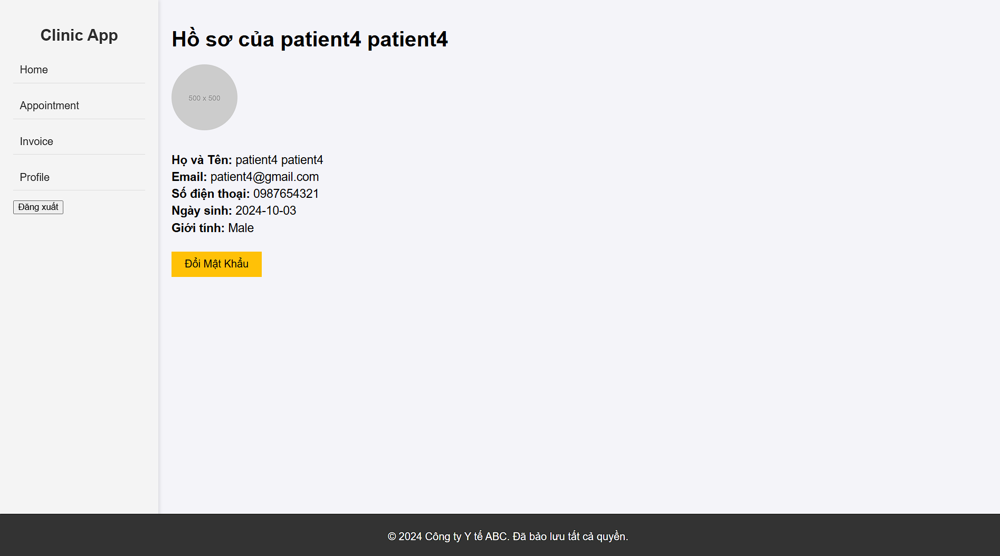 Clinic App
Home
Appointment
Invoice
Profile
Đăng xuất
Hồ sơ của patient4 patient4
500 x 500
Họ và Tên: patient4 patient4
Email: patient4@gmail.com
Số điện thoại: 0987654321
Ngày sinh: 2024-10-03
Giới tính: Male
Đổi Mật Khẩu
© 2024 Công ty Y tế ABC. Đã bảo lưu tất cả quyền.